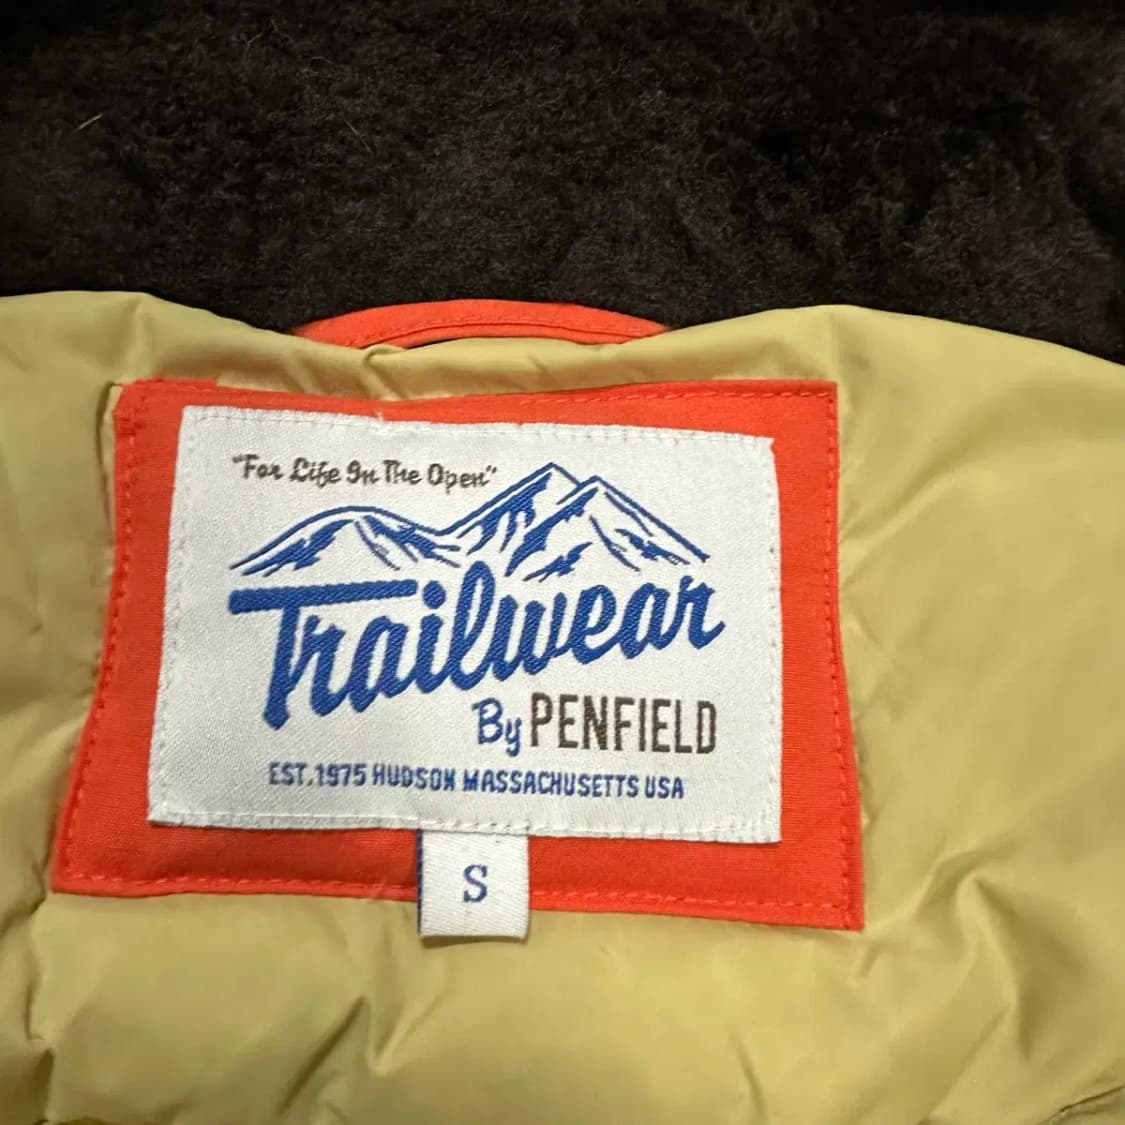 "For Life In The Open"
Trailwear
By PENFIELD
EST. 1975 HUDSON MASSACHUSETTS USA
S